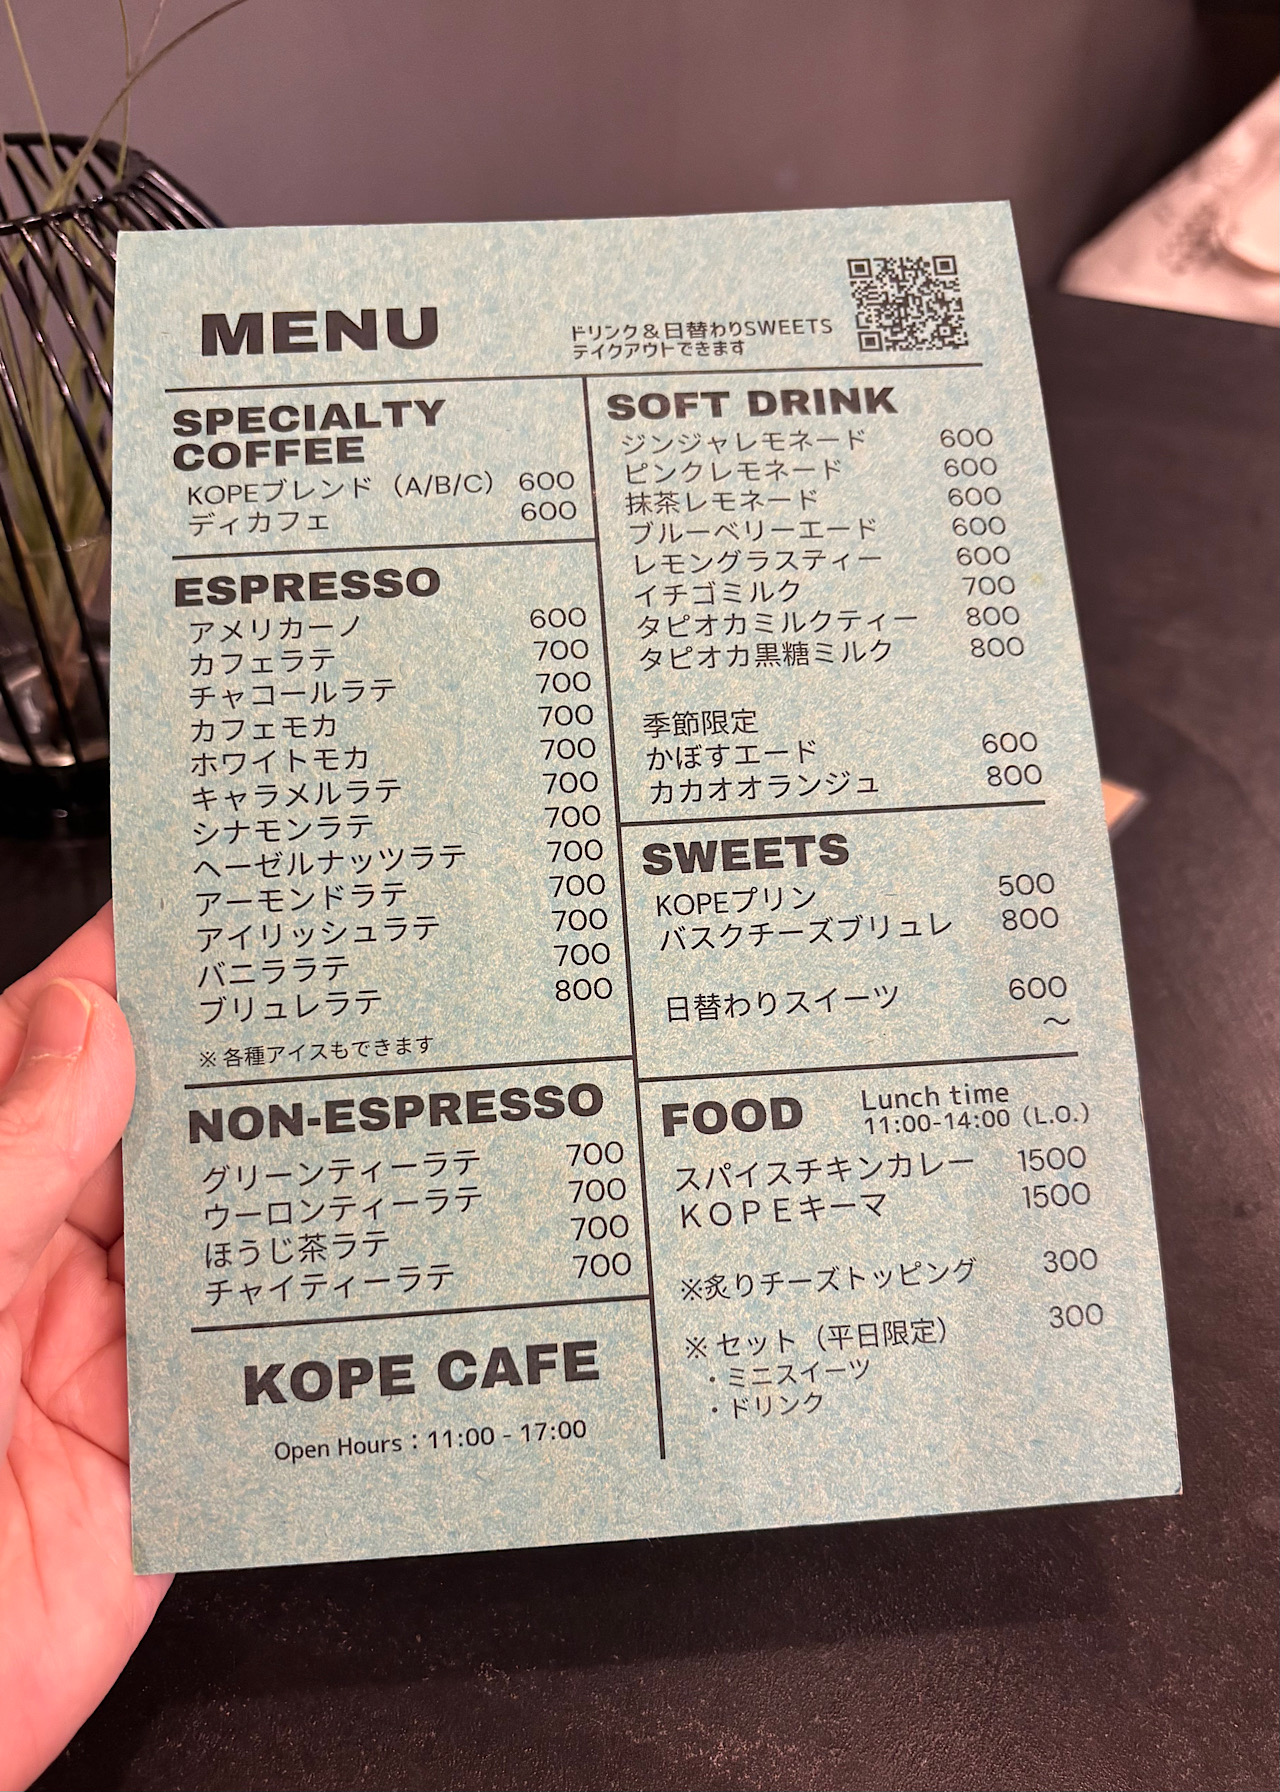 MENU
ドリンク＆日替わりSWEETS
テイクアウトできます
SPECIALTY
COFFEE
KOPEブレンド（A/B/C） 600
ディカフェ 600
ESPRESSO
アメリカーノ 600
カフェラテ 700
チャコールラテ 700
カフェモカ 700
ホワイトモカ 700
キャラメルラテ 700
シナモンラテ 700
ヘーゼルナッツラテ 700
アーモンドラテ 700
アイリッシュラテ 700
バニララテ 700
ブリュレラテ 800
※ 各種アイスもできます
NON-ESPRESSO
グリーンティーラテ 700
ウーロンティーラテ 700
ほうじ茶ラテ 700
チャイティーラテ 700
KOPE CAFE
Open Hours：11:00 - 17:00
SOFT DRINK
ジンジャレモネード 600
ピンクレモネード 600
抹茶レモネード 600
ブルーベリーエード 600
レモングラスティー 600
イチゴミルク 700
タピオカミルクティー 800
タピオカ黒糖ミルク 800
季節限定
かぼすエード 600
カカオオランジュ 800
SWEETS
KOPEプリン 500
バスクチーズブリュレ 800
日替わりスイーツ 600
～
FOOD
Lunch time
11:00-14:00（L.O.）
スパイスチキンカレー 1500
ＫＯＰＥキーマ 1500
※炙りチーズトッピング 300
※ セット（平日限定） 300
・ミニスイーツ
・ドリンク